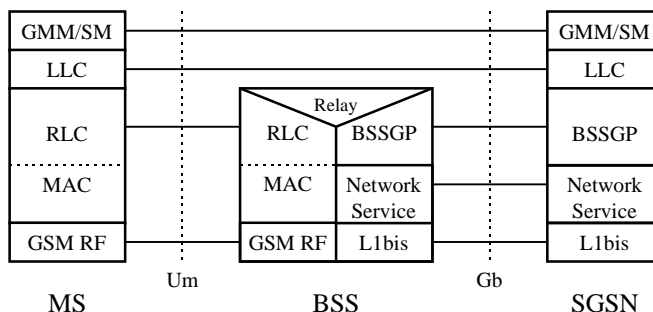 GMM/SM
LLC
RLC
MAC
GSM RF
MS
Um
Relay
RLC
BSSGP
MAC
Network
Service
GSM RF
L1bis
BSS
Gb
GMM/SM
LLC
BSSGP
Network
Service
L1bis
SGSN